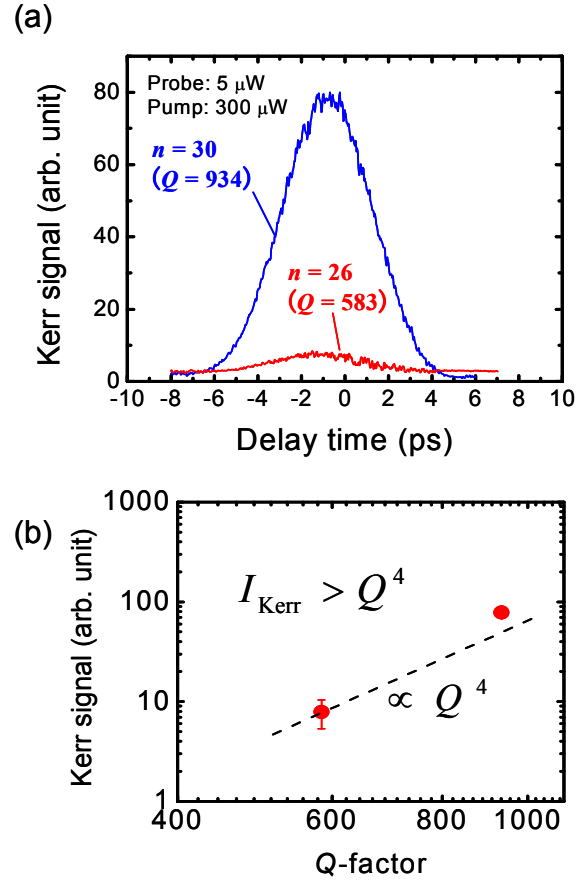 (a)
Probe: 5 μW
Pump: 300 μW
n = 30
(Q = 934)
n = 26
(Q = 583)
Kerr signal (arb. unit)
80
60
40
20
0
-10 -8 -6 -4 -2 0 2 4 6 8 10
Delay time (ps)
(b)
Kerr signal (arb. unit)
1000
100
10
1
I Kerr > Q 4
∝ Q 4
400 600 800 1000
Q-factor